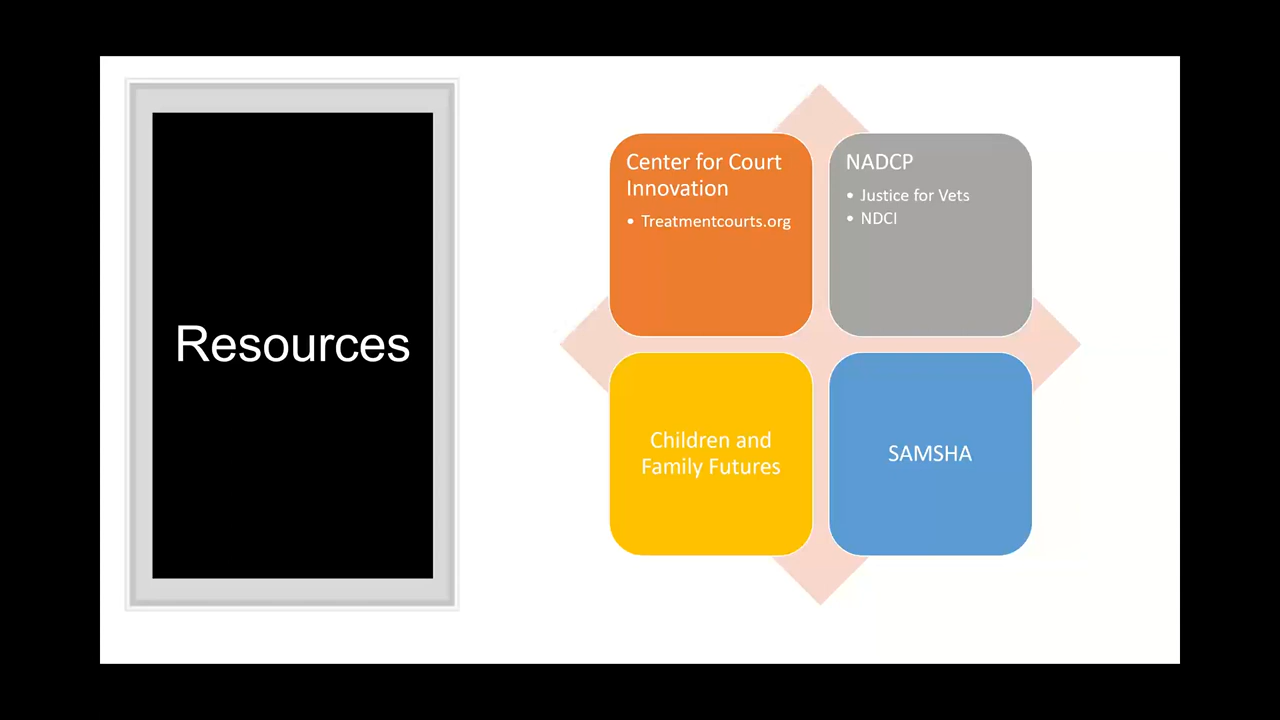 Resources
Center for Court
Innovation
• Treatmentcourts.org
NADCP
• Justice for Vets
• NDCI
Children and
Family Futures
SAMSHA